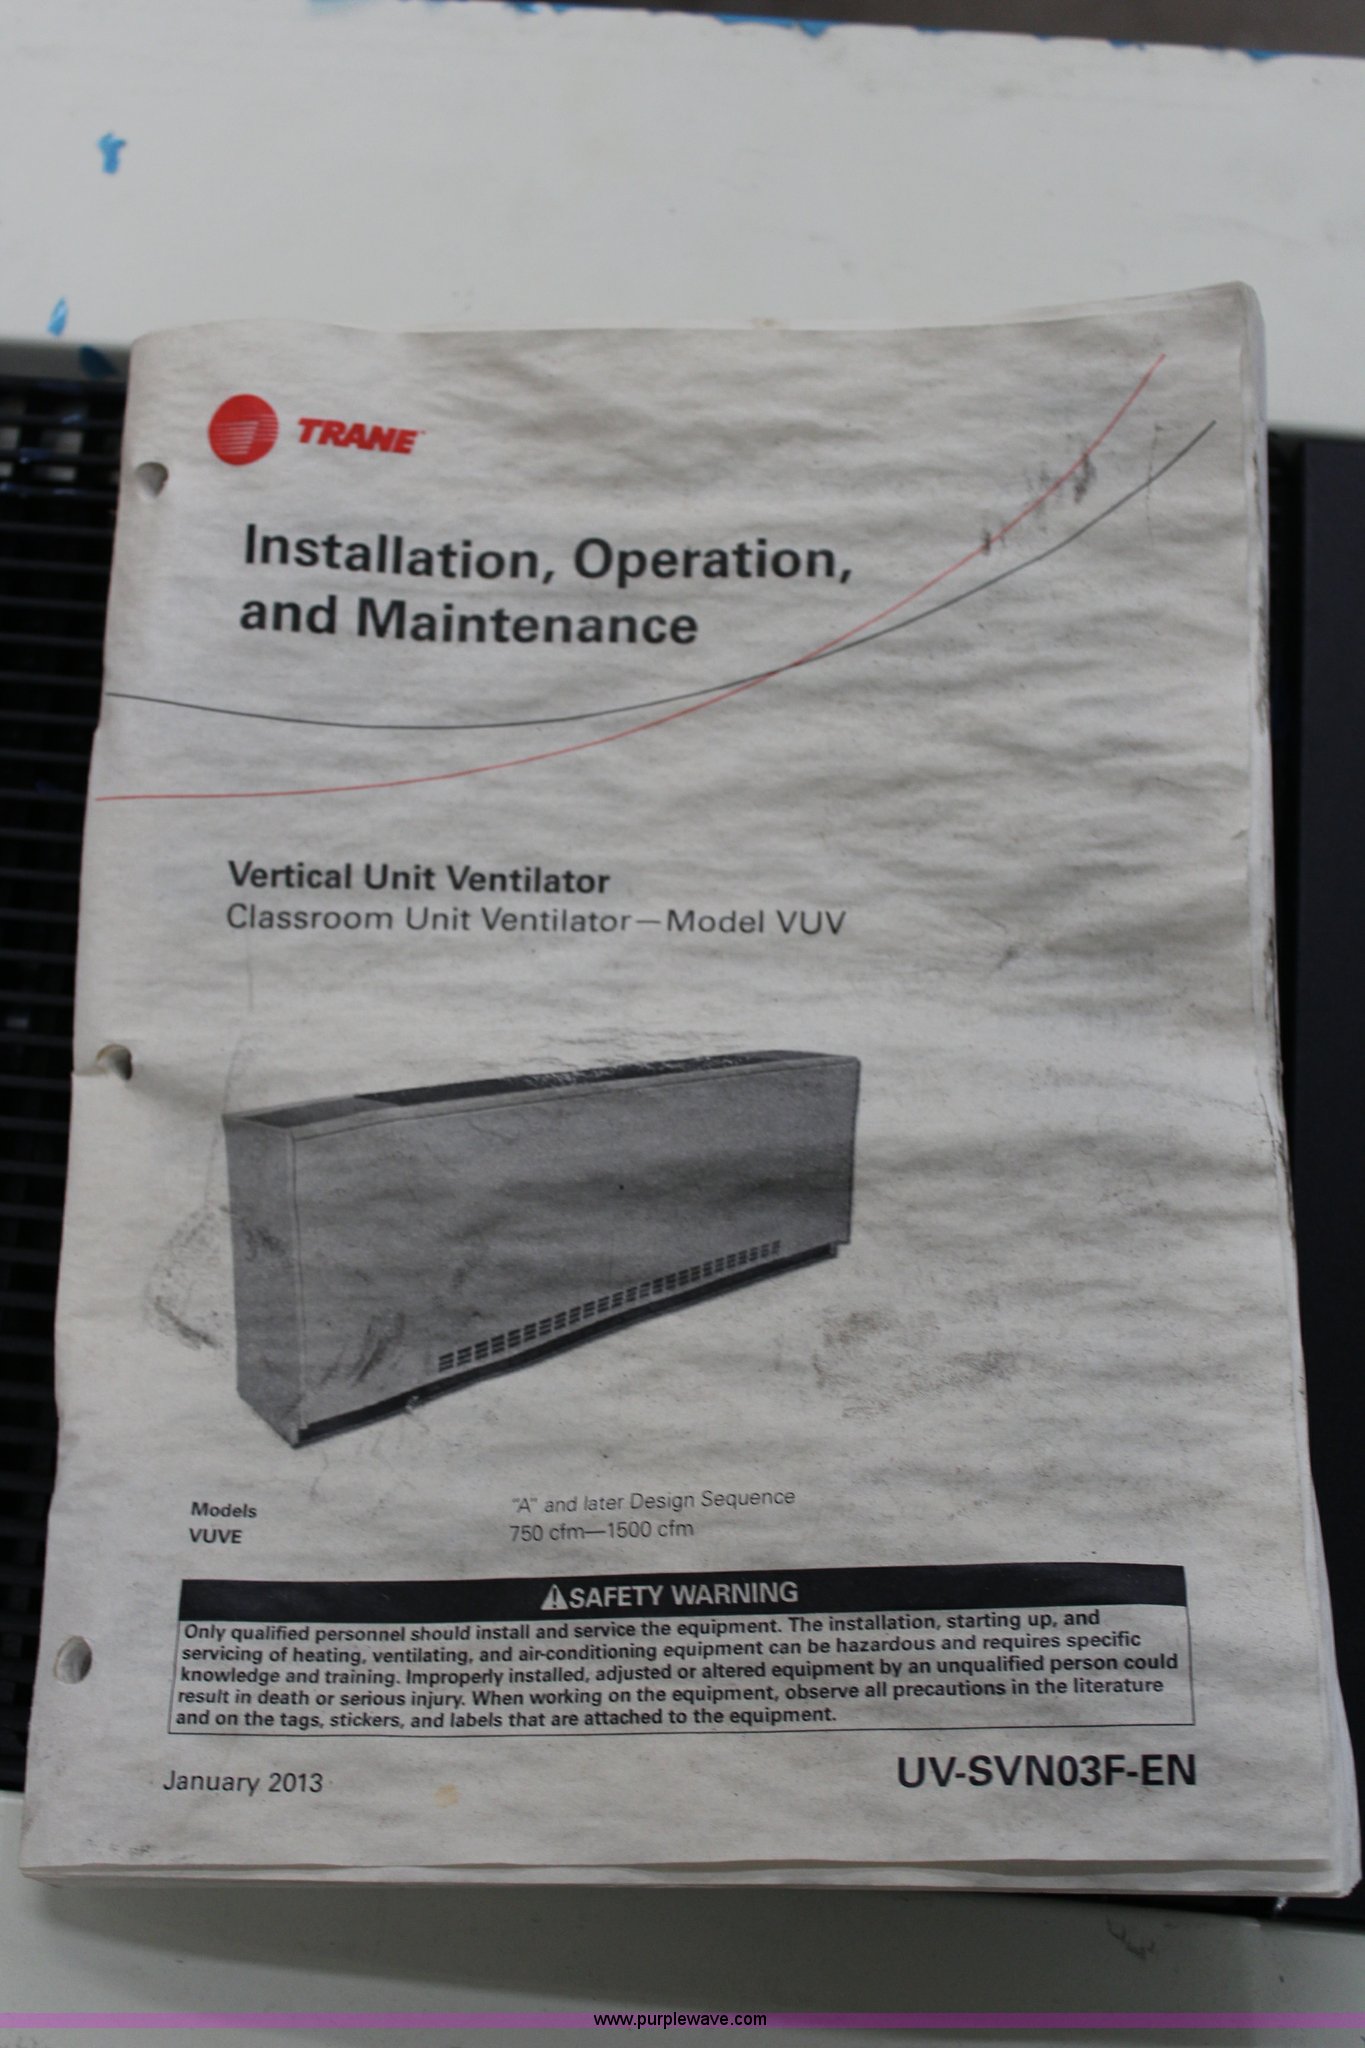 TRANE
Installation, Operation,
and Maintenance
Vertical Unit Ventilator
Classroom Unit Ventilator—Model VUV
Models
"A" and later Design Sequence
VUVE
750 cfm—1500 cfm
⚠SAFETY WARNING
Only qualified personnel should install and service the equipment. The installation, starting up, and
servicing of heating, ventilating, and air-conditioning equipment can be hazardous and requires specific
knowledge and training. Improperly installed, adjusted or altered equipment by an unqualified person could
result in death or serious injury. When working on the equipment, observe all precautions in the literature
and on the tags, stickers, and labels that are attached to the equipment.
January 2013
UV-SVN03F-EN
www.purplewave.com